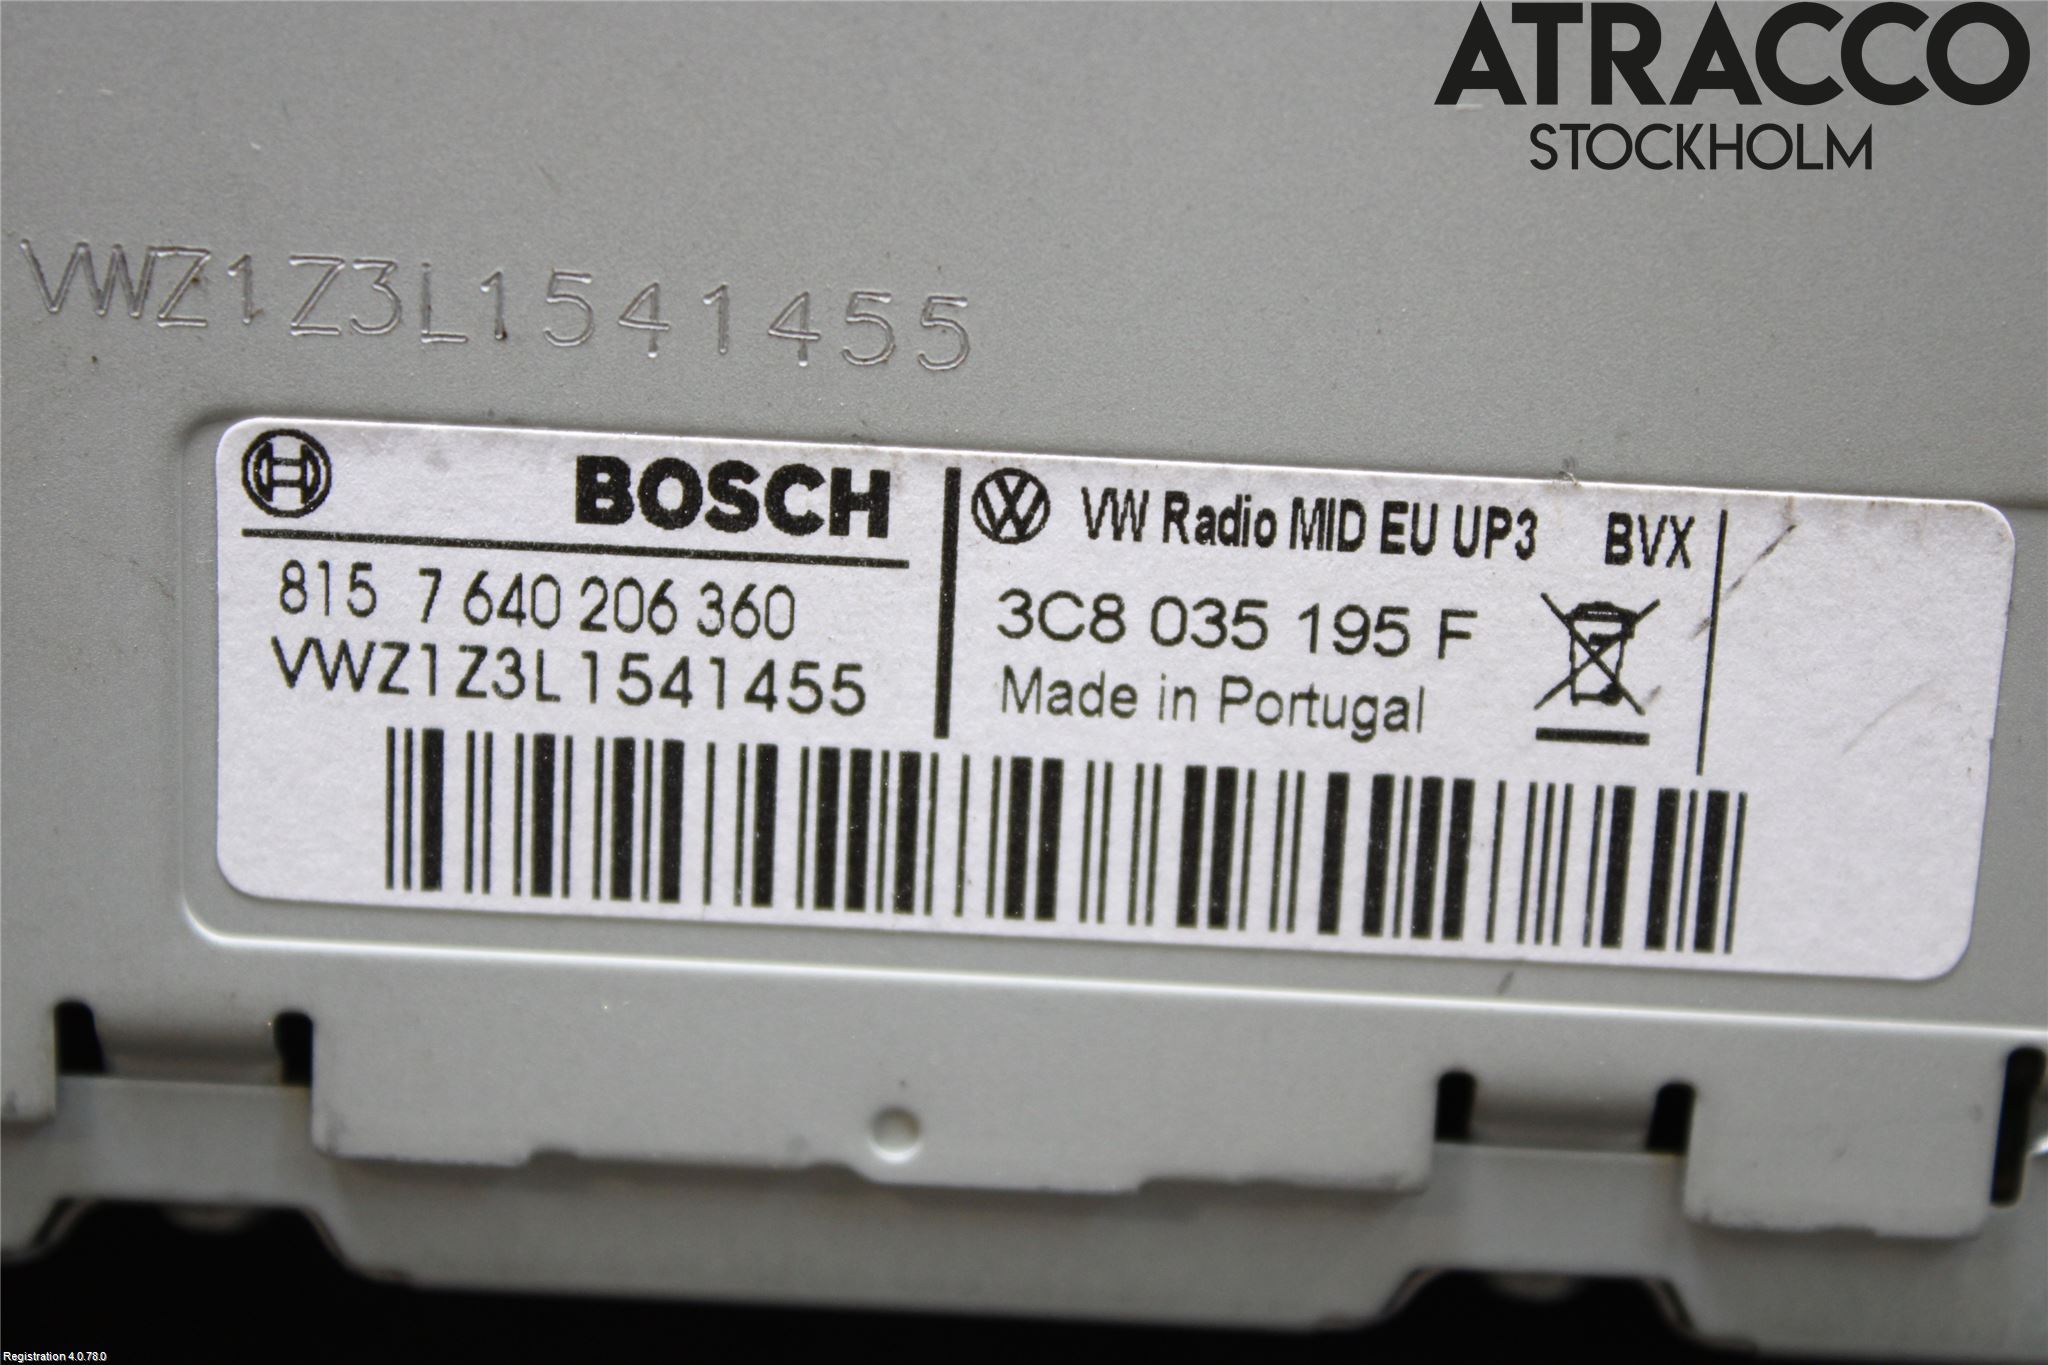 ATRACCO
STOCKHOLM
VWZ1Z3L1541455
BOSCH
815 7 640 206 360
VWZ1Z3L1541455
VW Radio MID EU UP3 BVX
3C8 035 195 F
Made in Portugal
Registration 4.0.78.0